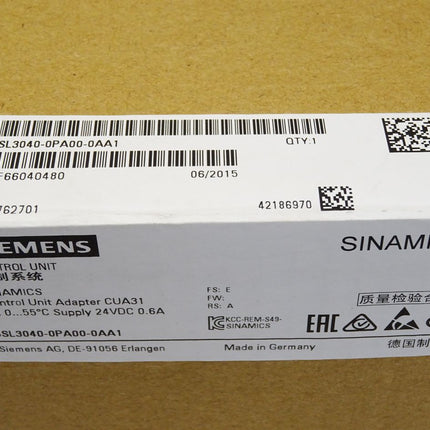 SL3040-0PA00-0AA1 QTY:1
F66040480 06/2015
762701 42186970
EMENS SINAMI
NTROL UNIT
制系统
NAMICS FS: E
ntrol Unit Adapter CUA31 FW:
0...55°C Supply 24VDC 0.6A RS: A
SL3040-0PA00-0AA1
KCC-REM-S49-
SINAMICS
质量检验合
EAC
Siemens AG, DE-91056 Erlangen Made in Germany 德国制